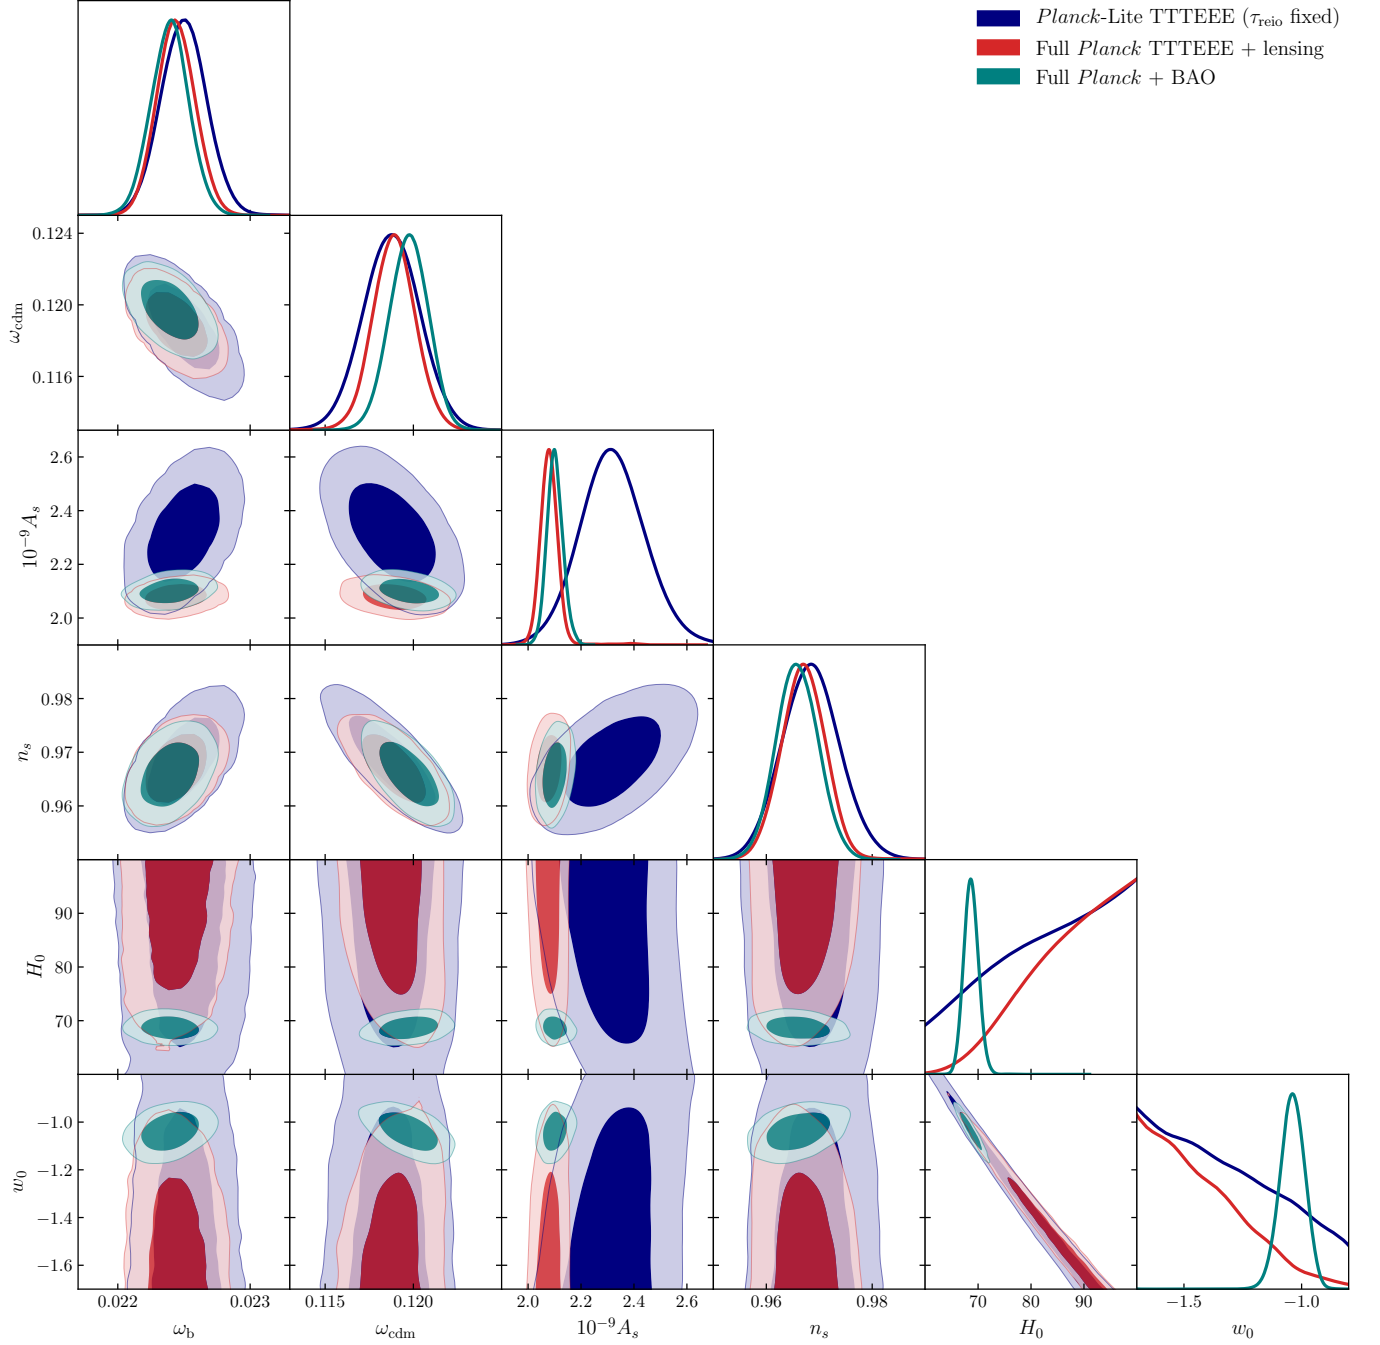 Planck-Lite TTTEEE (τreio fixed)
Full Planck TTTEEE + lensing
Full Planck + BAO
0.124
0.120
0.116
ωcdm
2.6
2.4
2.2
2.0
10⁻⁹Aₛ
0.98
0.97
0.96
nₛ
90
80
70
H₀
−1.0
−1.2
−1.4
−1.6
w₀
0.022 0.023 0.115 0.120 2.0 2.2 2.4 2.6 0.96 0.98 70 80 90 −1.5 −1.0
ωb ωcdm 10⁻⁹Aₛ nₛ H₀ w₀